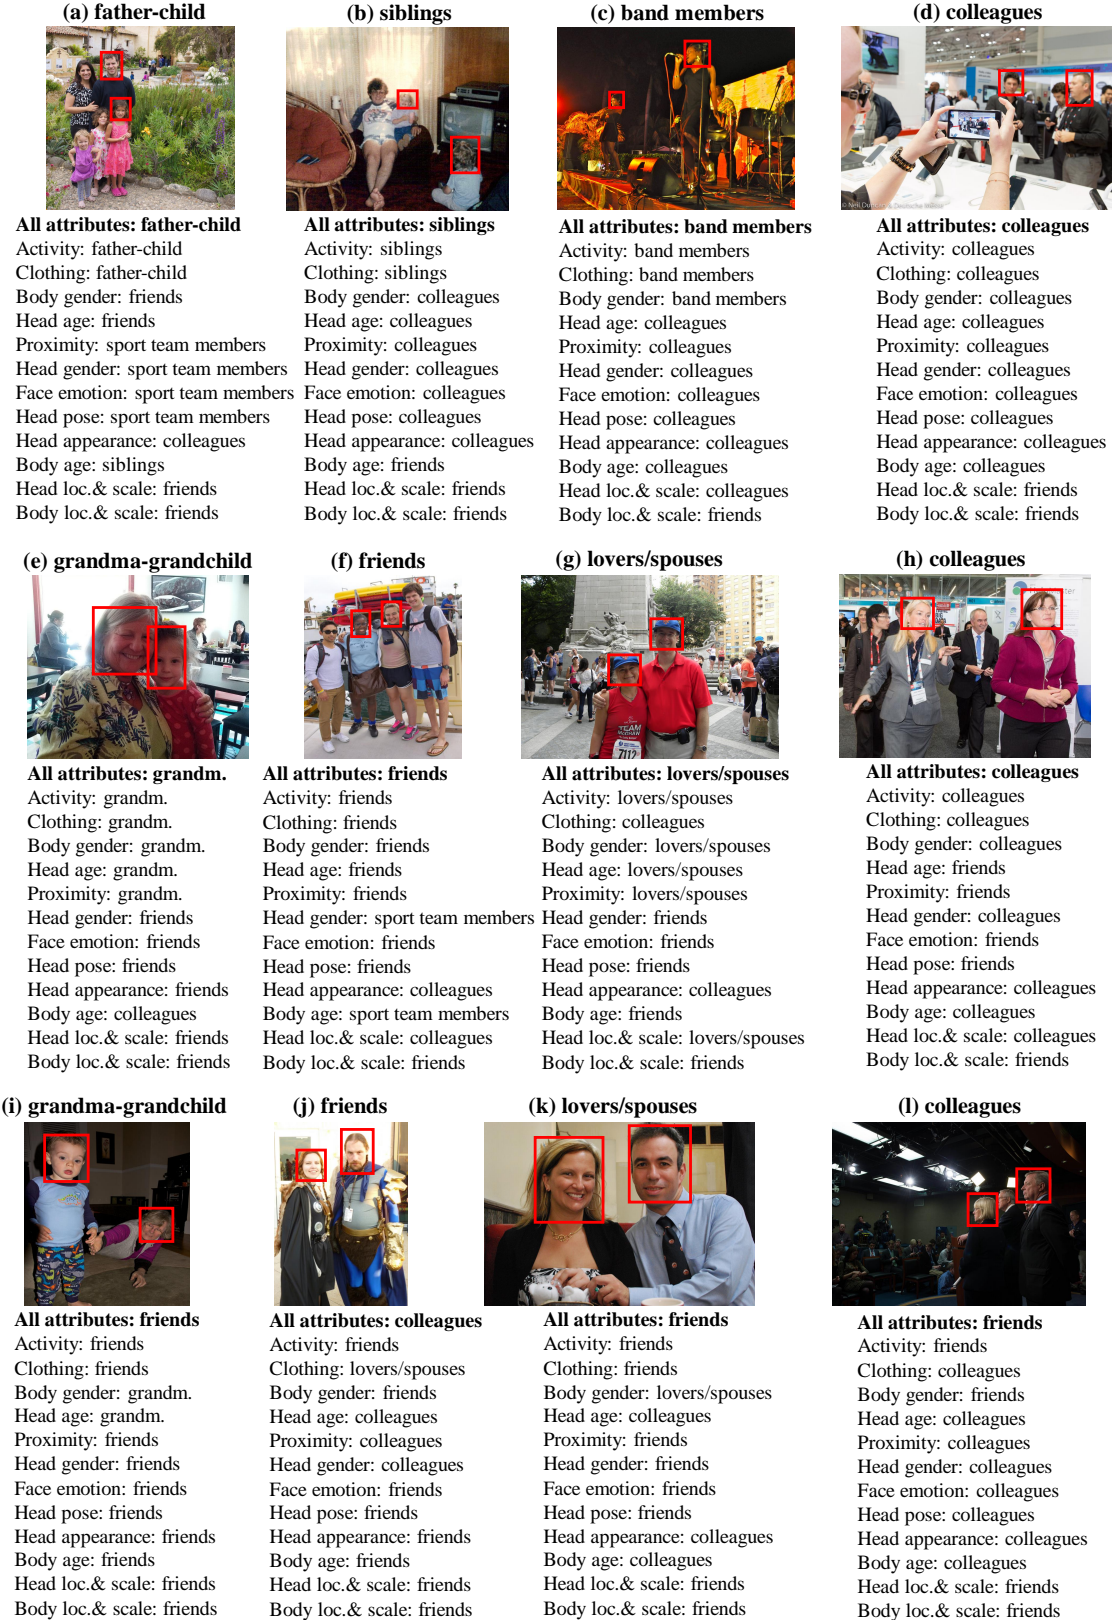 (a) father-child
All attributes: father-child
Activity: father-child
Clothing: father-child
Body gender: friends
Head age: friends
Proximity: sport team members
Head gender: sport team members
Face emotion: sport team members
Head pose: sport team members
Head appearance: colleagues
Body age: siblings
Head loc.& scale: friends
Body loc.& scale: friends
(b) siblings
All attributes: siblings
Activity: siblings
Clothing: siblings
Body gender: colleagues
Head age: colleagues
Proximity: colleagues
Head gender: colleagues
Face emotion: colleagues
Head pose: colleagues
Head appearance: colleagues
Body age: friends
Head loc.& scale: friends
Body loc.& scale: friends
(c) band members
All attributes: band members
Activity: band members
Clothing: band members
Body gender: band members
Head age: colleagues
Proximity: colleagues
Head gender: colleagues
Face emotion: colleagues
Head pose: colleagues
Head appearance: colleagues
Body age: colleagues
Head loc.& scale: colleagues
Body loc.& scale: friends
(d) colleagues
All attributes: colleagues
Activity: colleagues
Clothing: colleagues
Body gender: colleagues
Head age: colleagues
Proximity: colleagues
Head gender: colleagues
Face emotion: colleagues
Head pose: colleagues
Head appearance: colleagues
Body age: colleagues
Head loc.& scale: friends
Body loc.& scale: friends
(e) grandma-grandchild
All attributes: grandm.
Activity: grandm.
Clothing: grandm.
Body gender: grandm.
Head age: grandm.
Proximity: grandm.
Head gender: friends
Face emotion: friends
Head pose: friends
Head appearance: friends
Body age: colleagues
Head loc.& scale: friends
Body loc.& scale: friends
(f) friends
All attributes: friends
Activity: friends
Clothing: friends
Body gender: friends
Head age: friends
Proximity: friends
Head gender: sport team members
Face emotion: friends
Head pose: friends
Head appearance: colleagues
Body age: sport team members
Head loc.& scale: colleagues
Body loc.& scale: friends
(g) lovers/spouses
TEAM
7112
All attributes: lovers/spouses
Activity: lovers/spouses
Clothing: colleagues
Body gender: lovers/spouses
Head age: lovers/spouses
Proximity: lovers/spouses
Head gender: friends
Face emotion: friends
Head pose: friends
Head appearance: colleagues
Body age: friends
Head loc.& scale: lovers/spouses
Body loc.& scale: friends
(h) colleagues
All attributes: colleagues
Activity: colleagues
Clothing: colleagues
Body gender: colleagues
Head age: friends
Proximity: friends
Head gender: colleagues
Face emotion: friends
Head pose: friends
Head appearance: colleagues
Body age: colleagues
Head loc.& scale: colleagues
Body loc.& scale: friends
(i) grandma-grandchild
All attributes: friends
Activity: friends
Clothing: friends
Body gender: grandm.
Head age: grandm.
Proximity: friends
Head gender: friends
Face emotion: friends
Head pose: friends
Head appearance: friends
Body age: friends
Head loc.& scale: friends
Body loc.& scale: friends
(j) friends
All attributes: colleagues
Activity: friends
Clothing: lovers/spouses
Body gender: friends
Head age: colleagues
Proximity: colleagues
Head gender: colleagues
Face emotion: friends
Head pose: friends
Head appearance: friends
Body age: friends
Head loc.& scale: friends
Body loc.& scale: friends
(k) lovers/spouses
All attributes: friends
Activity: friends
Clothing: friends
Body gender: lovers/spouses
Head age: colleagues
Proximity: friends
Head gender: friends
Face emotion: friends
Head pose: friends
Head appearance: colleagues
Body age: colleagues
Head loc.& scale: friends
Body loc.& scale: friends
(l) colleagues
All attributes: friends
Activity: friends
Clothing: colleagues
Body gender: friends
Head age: colleagues
Proximity: colleagues
Head gender: colleagues
Face emotion: colleagues
Head pose: colleagues
Head appearance: colleagues
Body age: colleagues
Head loc.& scale: friends
Body loc.& scale: friends